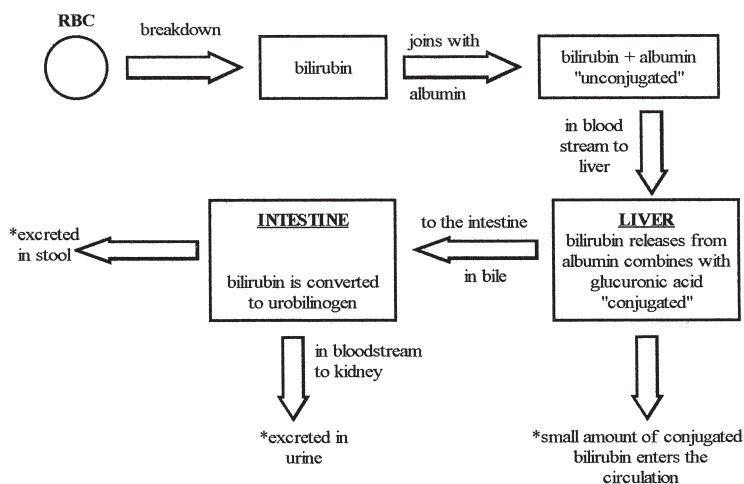 RBC
breakdown
bilirubin
joins with
albumin
bilirubin + albumin
"unconjugated"
in blood
stream to
liver
LIVER
bilirubin releases from
albumin combines with
glucuronic acid
"conjugated"
to the intestine
in bile
INTESTINE
bilirubin is converted
to urobilinogen
*excreted
in stool
in bloodstream
to kidney
*excreted in
urine
*small amount of conjugated
bilirubin enters the
circulation